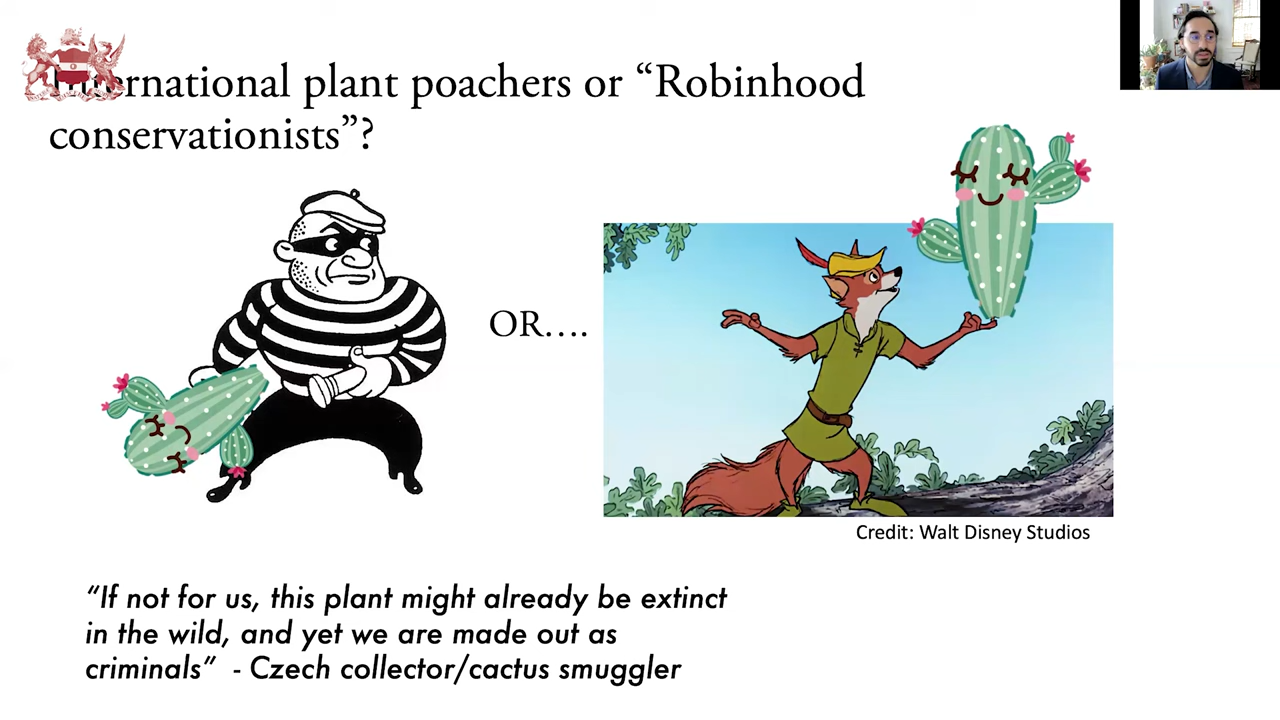 International plant poachers or “Robinhood
conservationists”?
OR….
Credit: Walt Disney Studios
“If not for us, this plant might already be extinct
in the wild, and yet we are made out as
criminals” - Czech collector/cactus smuggler